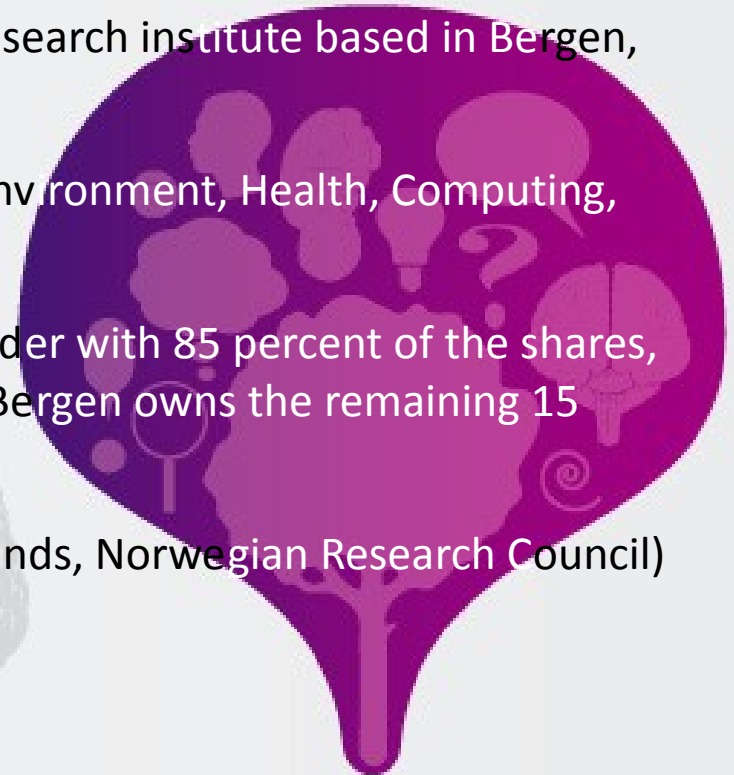 search institute based in Bergen,
nvironment, Health, Computing,
der with 85 percent of the shares,
Bergen owns the remaining 15
nds, Norwegian Research Council)